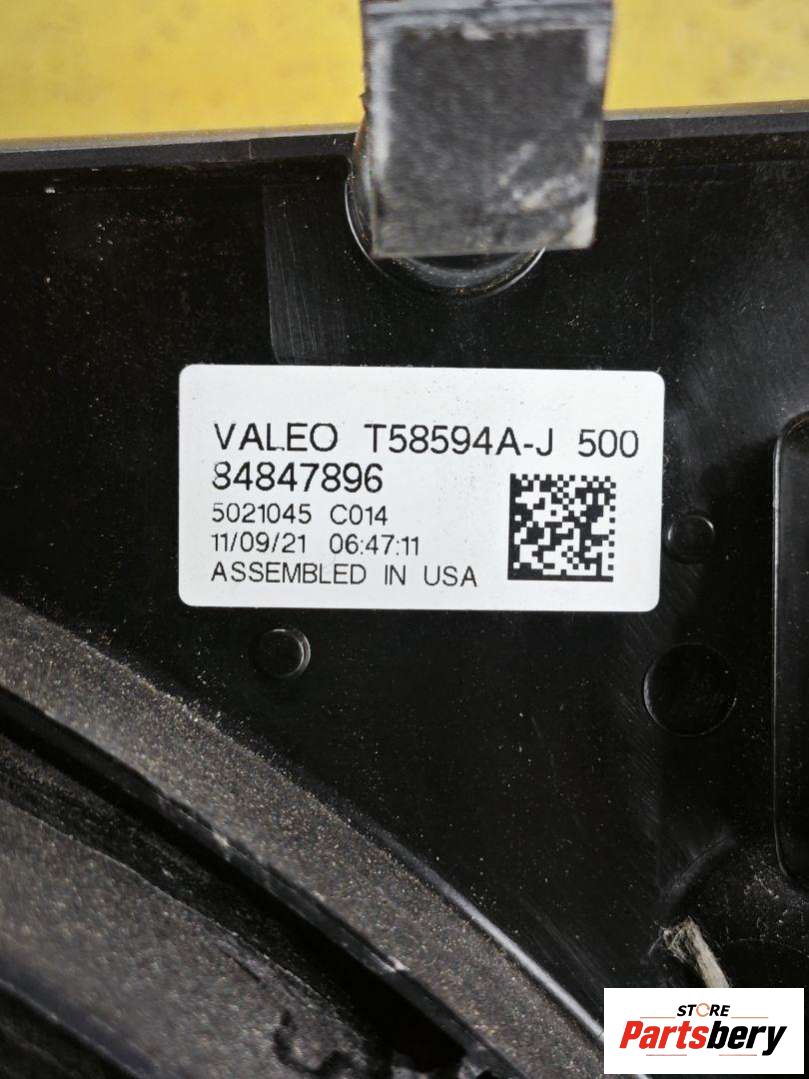 VALEO T58594A-J 500
84847896
5021045 C014
11/09/21 06:47:11
ASSEMBLED IN USA
STORE
Partsbery